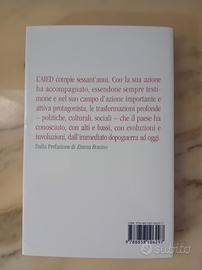 L'AIED compie sessant'anni. Con la sua azione
ha accompagnato, essendone sempre testi-
mone e nel suo campo d'azione importante e
attiva protagonista, le trasformazioni profonde
– politiche, culturali, sociali – che il paese ha
conosciuto, con alti e bassi, con evoluzioni e
involuzioni, dall'immediato dopoguerra ad oggi.
Dalla Prefazione di Emma Bonino
subito